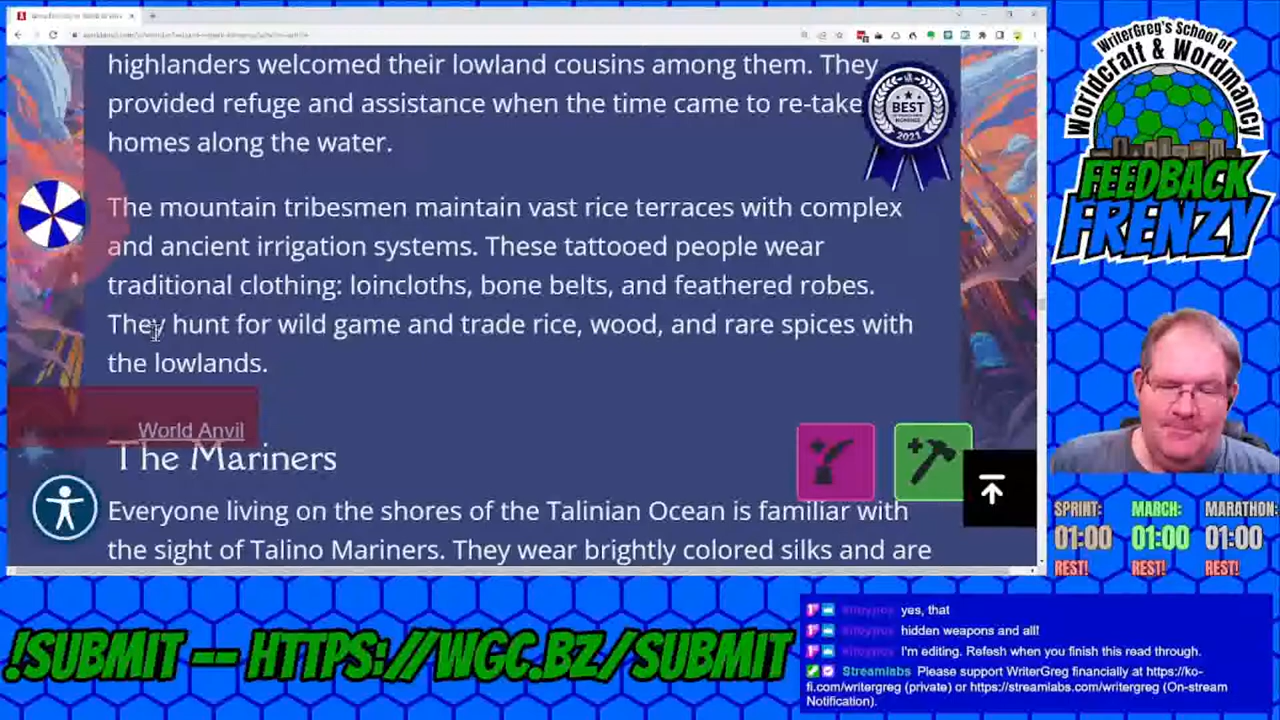 highlanders welcomed their lowland cousins among them. They
provided refuge and assistance when the time came to re-take
homes along the water.
BEST
2021
The mountain tribesmen maintain vast rice terraces with complex
and ancient irrigation systems. These tattooed people wear
traditional clothing: loincloths, bone belts, and feathered robes.
They hunt for wild game and trade rice, wood, and rare spices with
the lowlands.
World Anvil
The Mariners
Everyone living on the shores of the Talinian Ocean is familiar with
the sight of Talino Mariners. They wear brightly colored silks and are
WriterGreg's School of
Worldcraft & Wordmancy
FEEDBACK
FRENZY
SPRINT: MARCH: MARATHON:
01:00 01:00 01:00
REST! REST! REST!
!SUBMIT -- HTTPS://WGC.BZ/SUBMIT
yes, that
hidden weapons and all!
I'm editing. Refesh when you finish this read through.
Streamlabs Please support WriterGreg financially at https://ko-
fi.com/writergreg (private) or https://streamlabs.com/writergreg (On-stream
Notification).